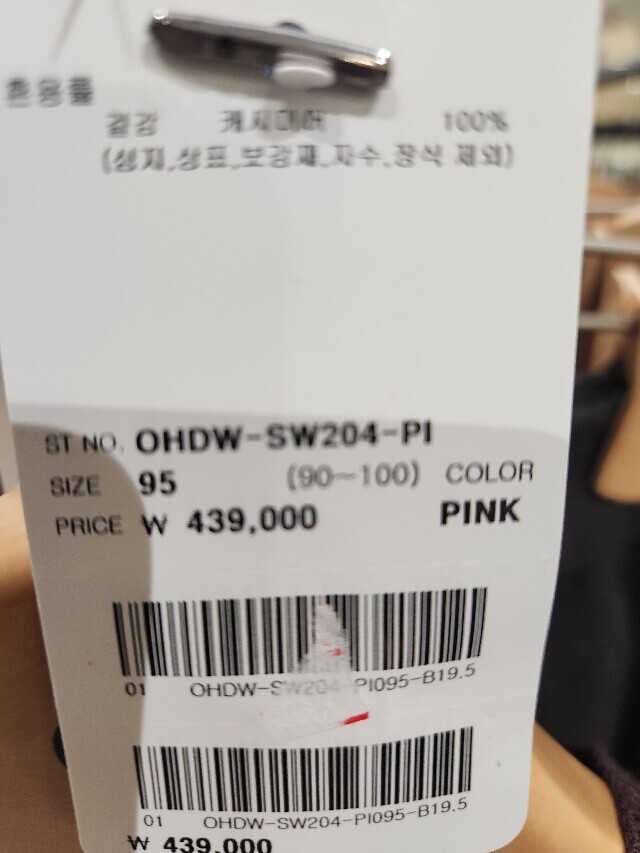 혼용률
겉감 캐시미어 100%
(심지,상표,보강재,자수,장식 제외)
ST NO. OHDW-SW204-PI
SIZE 95 (90~100) COLOR
PRICE ₩ 439,000 PINK
01 OHDW-SW204-PI095-B19.5
01 OHDW-SW204-PI095-B19.5
₩ 439,000